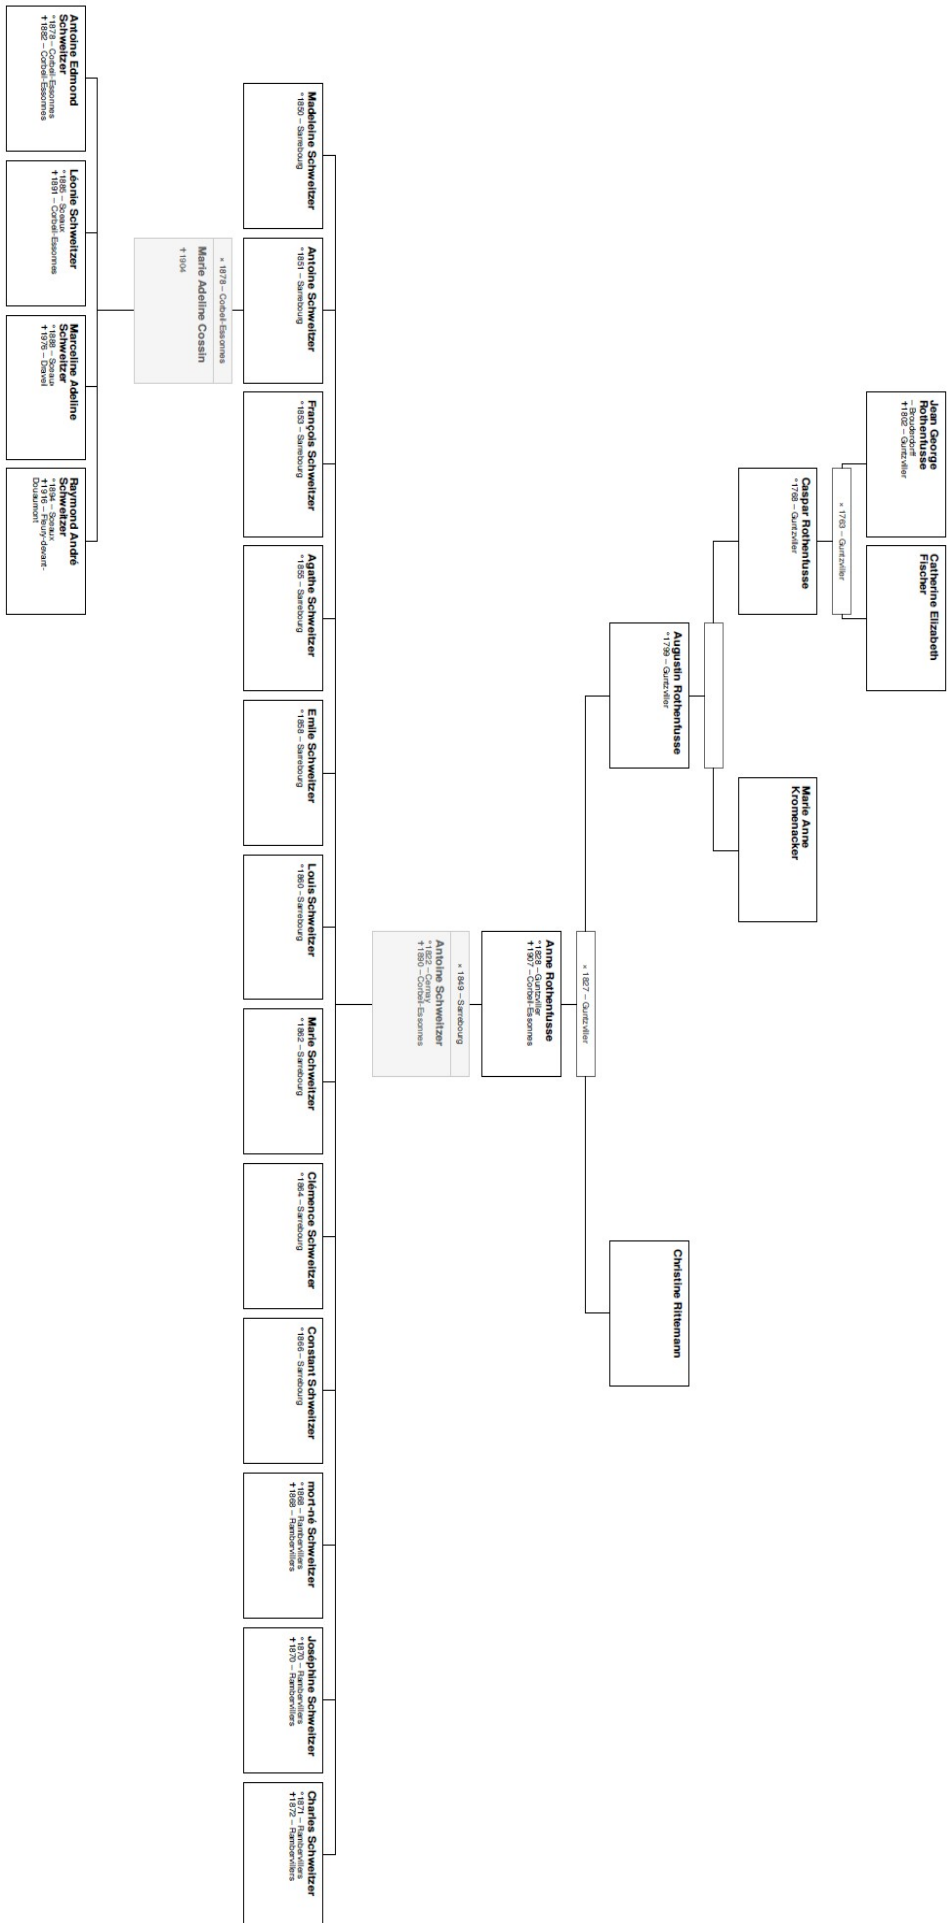 Jean George
Rothenfusse
– Brouderdorff
†1802 – Guntzviller
Catherine Elizabeth
Fischer
× 1763 – Guntzviller
Caspar Rothenfusse
°1768 – Guntzviller
Marie Anne
Kromenacker
Augustin Rothenfusse
°1799 – Guntzviller
Christine Rittemann
× 1827 – Guntzviller
Anne Rothenfusse
°1828 – Guntzviller
†1907 – Corbeil-Essonnes
× 1849 – Sarrebourg
Antoine Schweitzer
°1822 – Cernay
†1890 – Corbeil-Essonnes
Madeleine Schweitzer
°1850 – Sarrebourg
Antoine Schweitzer
°1851 – Sarrebourg
François Schweitzer
°1853 – Sarrebourg
Agathe Schweitzer
°1855 – Sarrebourg
Emile Schweitzer
°1858 – Sarrebourg
Louis Schweitzer
°1860 – Sarrebourg
Marie Schweitzer
°1862 – Sarrebourg
Clémence Schweitzer
°1864 – Sarrebourg
Constant Schweitzer
°1866 – Sarrebourg
mort-né Schweitzer
°1868 – Rambervillers
†1868 – Rambervillers
Joséphine Schweitzer
°1870 – Rambervillers
†1870 – Rambervillers
Charles Schweitzer
°1871 – Rambervillers
†1872 – Rambervillers
× 1878 – Corbeil-Essonnes
Marie Adeline Cossin
†1904
Antoine Edmond
Schweitzer
°1878 – Corbeil-Essonnes
†1882 – Corbeil-Essonnes
Léonie Schweitzer
°1885 – Sceaux
†1891 – Corbeil-Essonnes
Marceline Adeline
Schweitzer
°1888 – Sceaux
†1976 – Draveil
Raymond André
Schweitzer
°1894 – Sceaux
†1916 – Fleury-devant-
Douaumont